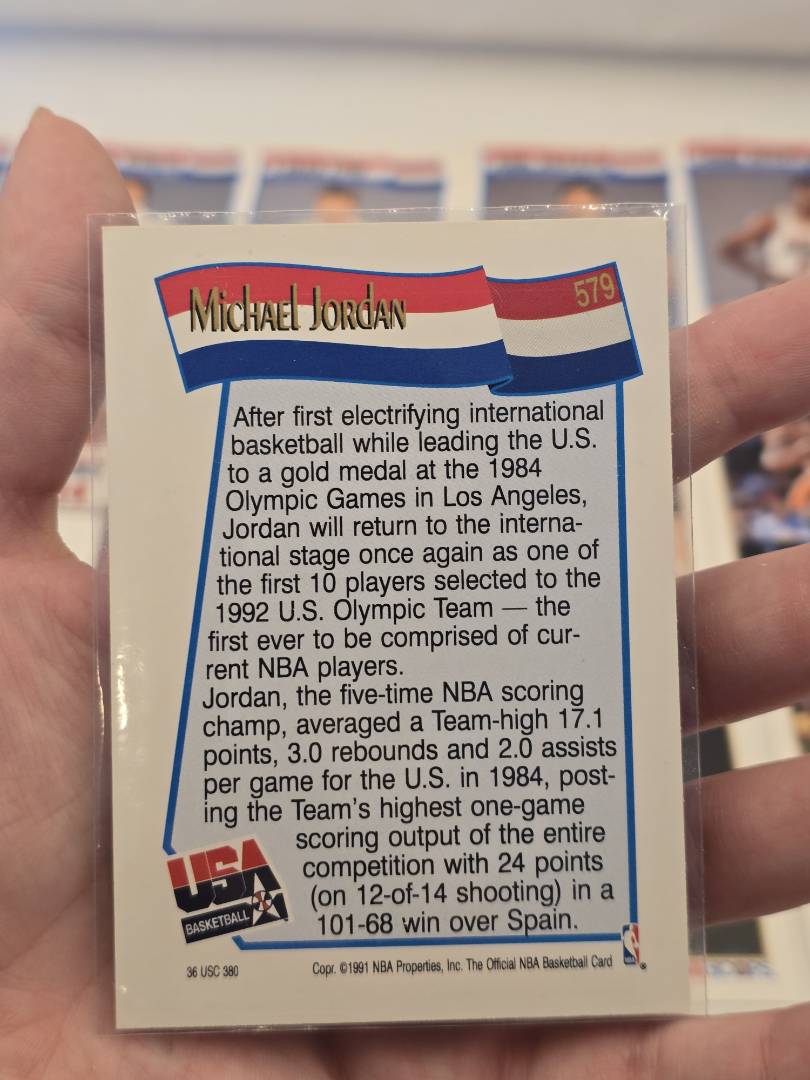 Michael Jordan
579
After first electrifying international
basketball while leading the U.S.
to a gold medal at the 1984
Olympic Games in Los Angeles,
Jordan will return to the interna-
tional stage once again as one of
the first 10 players selected to the
1992 U.S. Olympic Team — the
first ever to be comprised of cur-
rent NBA players.
Jordan, the five-time NBA scoring
champ, averaged a Team-high 17.1
points, 3.0 rebounds and 2.0 assists
per game for the U.S. in 1984, post-
ing the Team's highest one-game
scoring output of the entire
competition with 24 points
(on 12-of-14 shooting) in a
101-68 win over Spain.
USA
BASKETBALL
NBA
36 USC 380
Copr. ©1991 NBA Properties, Inc. The Official NBA Basketball Card